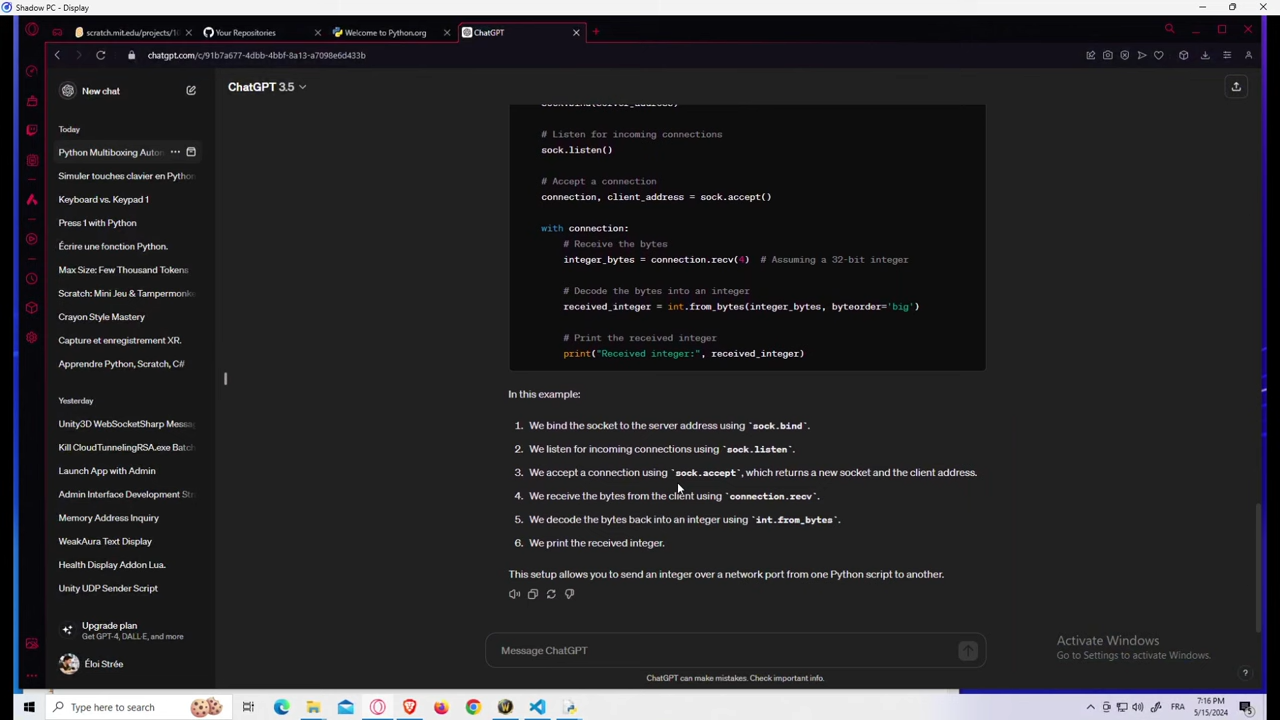 Shadow PC - Display
scratch.mit.edu/projects/10
Your Repositories
Welcome to Python.org
ChatGPT
chatgpt.com/c/91b7a677-4dbb-4bbf-8a13-a7098e6d433b
New chat
Today
Python Multiboxing Auton
Simuler touches clavier en Python
Keyboard vs. Keypad 1
Press 1 with Python
Écrire une fonction Python.
Max Size: Few Thousand Tokens
Scratch: Mini Jeu & Tampermonk
Crayon Style Mastery
Capture et enregistrement XR.
Apprendre Python, Scratch, C#
Yesterday
Unity3D WebSocketSharp Messa
Kill CloudTunnelingRSA.exe Batch
Launch App with Admin
Admin Interface Development Str
Memory Address Inquiry
WeakAura Text Display
Health Display Addon Lua.
Unity UDP Sender Script
Upgrade plan
Get GPT-4, DALL·E, and more
Éloi Strée
ChatGPT 3.5
sock.bind(server_address)
# Listen for incoming connections
sock.listen()
# Accept a connection
connection, client_address = sock.accept()
with connection:
# Receive the bytes
integer_bytes = connection.recv(4)  # Assuming a 32-bit integer
# Decode the bytes into an integer
received_integer = int.from_bytes(integer_bytes, byteorder='big')
# Print the received integer
print("Received integer:", received_integer)
In this example:
1. We bind the socket to the server address using `sock.bind`.
2. We listen for incoming connections using `sock.listen`.
3. We accept a connection using `sock.accept`, which returns a new socket and the client address.
4. We receive the bytes from the client using `connection.recv`.
5. We decode the bytes back into an integer using `int.from_bytes`.
6. We print the received integer.
This setup allows you to send an integer over a network port from one Python script to another.
Message ChatGPT
ChatGPT can make mistakes. Check important info.
?
Activate Windows
Go to Settings to activate Windows.
Type here to search
FRA
7:16 PM
5/15/2024
5